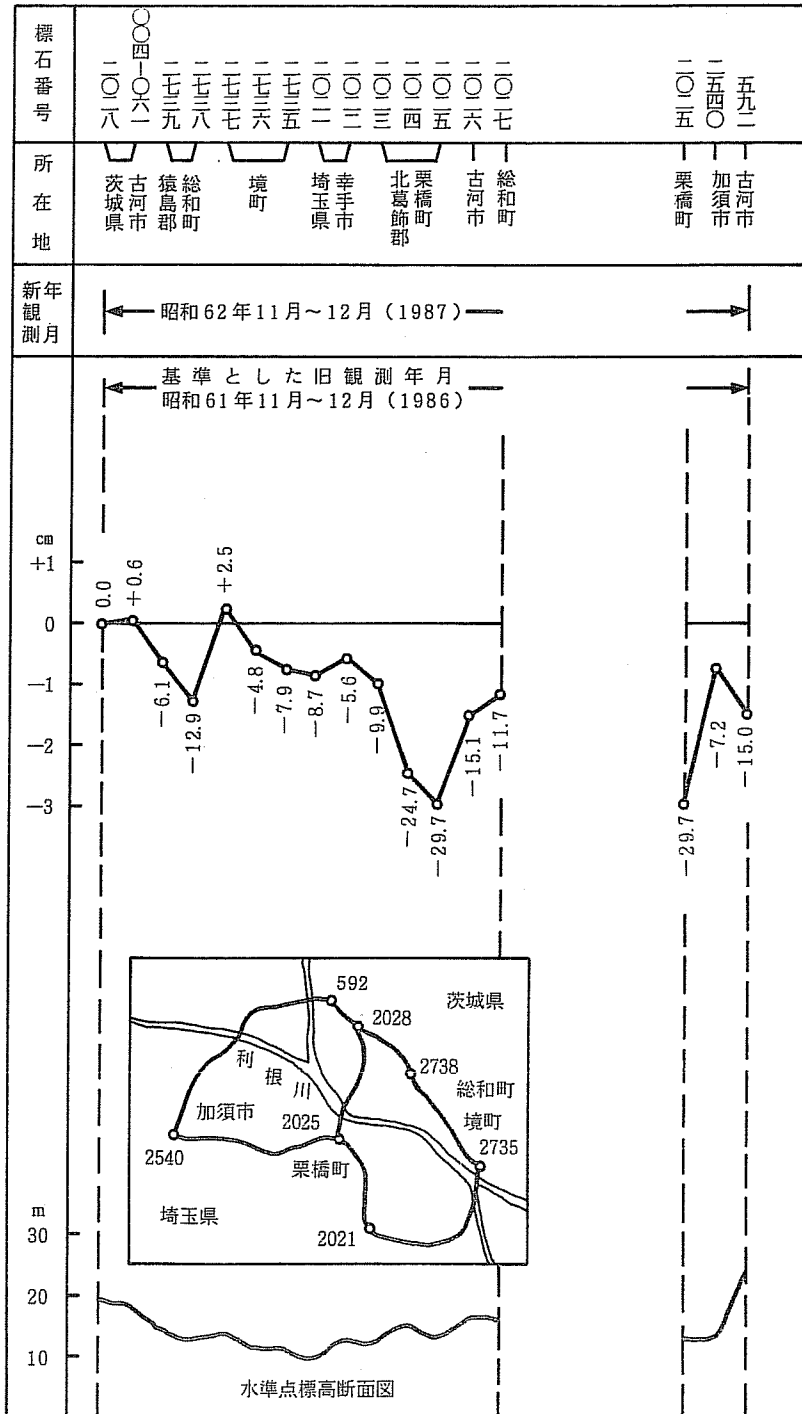 標石番号
二〇二八
〇〇四-〇六一
二七三九
二七三八
二七三七
二七三六
二七三五
二〇二一
二〇二二
二〇二三
二〇二四
二〇二五
二〇二六
二〇二七
二〇二五
二五四〇
五九二
所在地
茨城県
古河市
猿島郡
総和町
境町
埼玉県
幸手市
北葛飾郡
栗橋町
古河市
総和町
栗橋町
加須市
古河市
新年
観
測月
昭和62年11月～12月 (1987)
基準とした旧観測年月
昭和61年11月～12月 (1986)
cm
+1
0
-1
-2
-3
0.0
+0.6
-6.1
-12.9
+2.5
-4.8
-7.9
-8.7
-5.6
-9.9
-24.7
-29.7
-15.1
-11.7
-29.7
-7.2
-15.0
592
茨城県
2028
2738
利根川
総和町
加須市
境町
2025
2540
栗橋町
2735
埼玉県
2021
m
30
20
10
水準点標高断面図